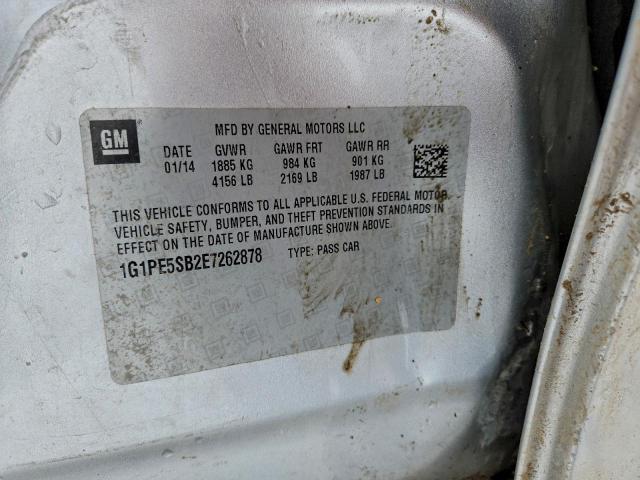 GM
MFD BY GENERAL MOTORS LLC
DATE GVWR GAWR FRT GAWR RR
01/14 1885 KG 984 KG 901 KG
4156 LB 2169 LB 1987 LB
THIS VEHICLE CONFORMS TO ALL APPLICABLE U.S. FEDERAL MOTOR
VEHICLE SAFETY, BUMPER, AND THEFT PREVENTION STANDARDS IN
EFFECT ON THE DATE OF MANUFACTURE SHOWN ABOVE.
1G1PE5SB2E7262878 TYPE: PASS CAR